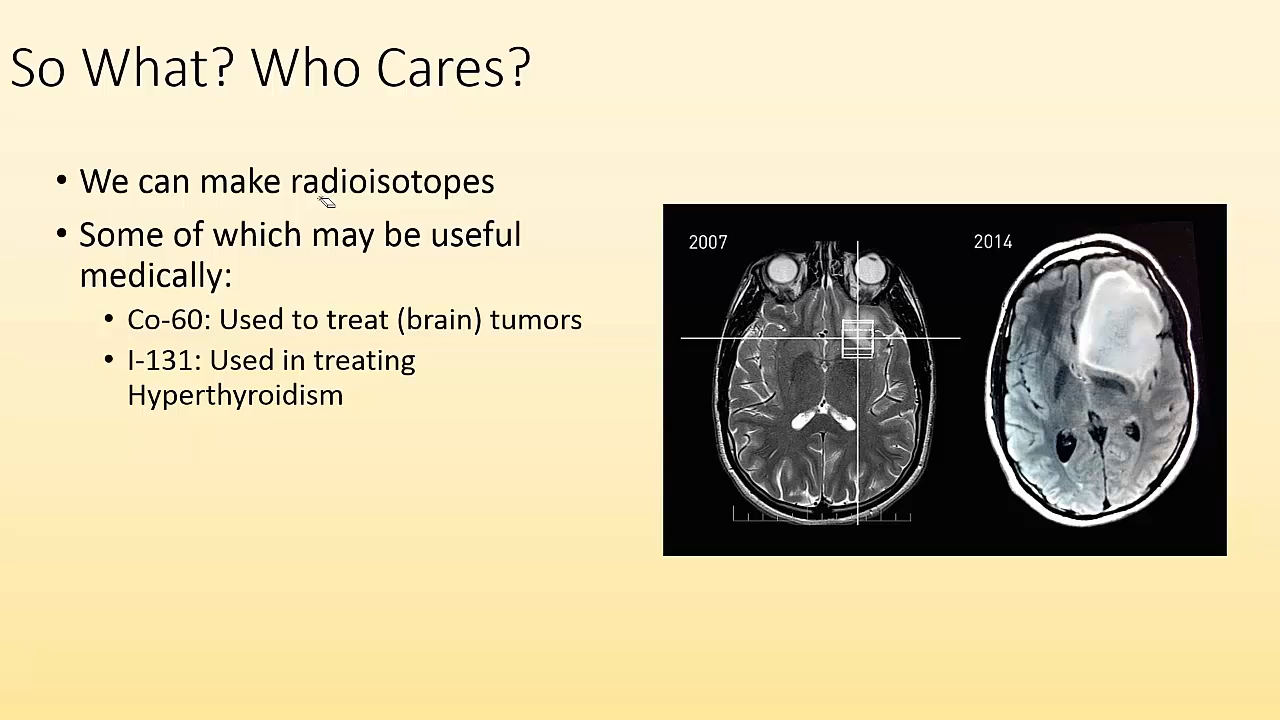 So What? Who Cares?
• We can make radioisotopes
• Some of which may be useful
medically:
• Co-60: Used to treat (brain) tumors
• I-131: Used in treating
Hyperthyroidism
2007
2014